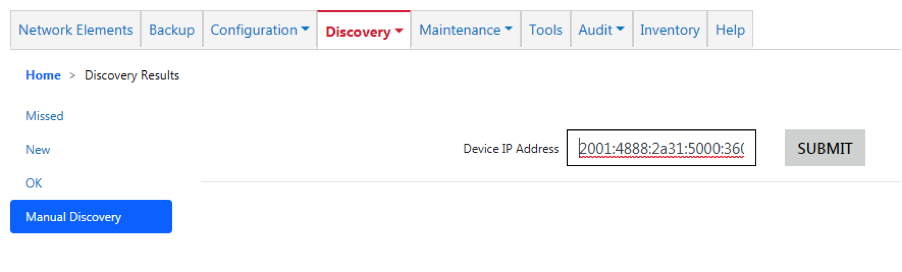 Network Elements Backup Configuration Discovery Maintenance Tools Audit Inventory Help
Home > Discovery Results
Missed
New
Device IP Address 2001:4888:2a31:5000:36( SUBMIT
OK
Manual Discovery